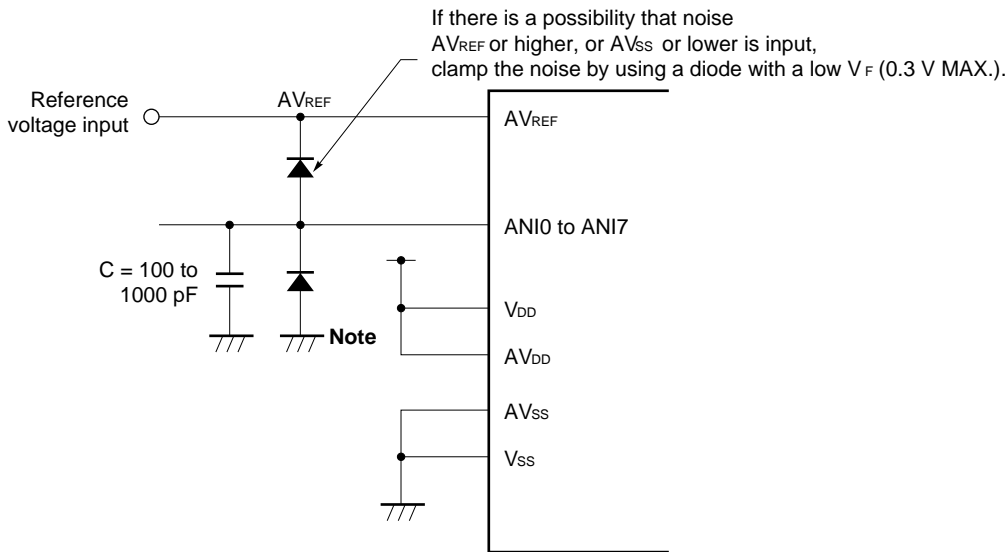 If there is a possibility that noise
AVREF or higher, or AVSS or lower is input,
clamp the noise by using a diode with a low VF (0.3 V MAX.).
Reference
voltage input
AVREF
AVREF
ANI0 to ANI7
C = 100 to
1000 pF
Note
VDD
AVDD
AVSS
VSS